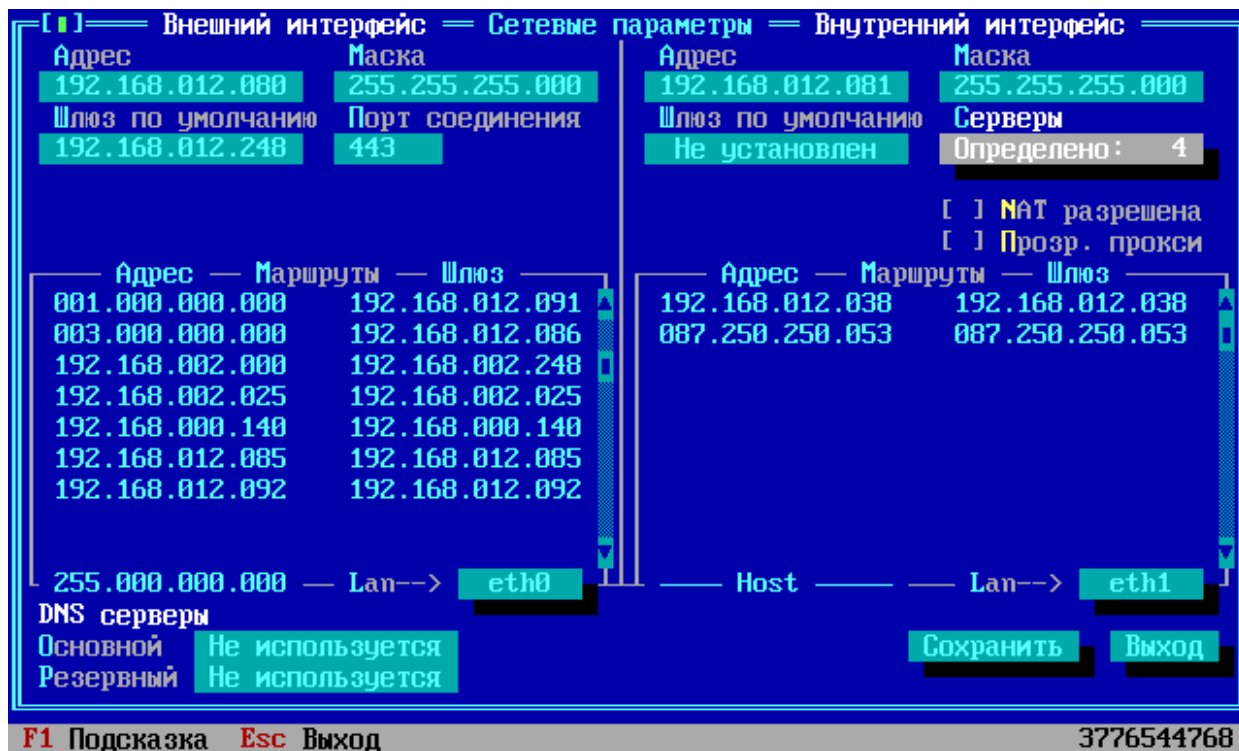 [▮] Внешний интерфейс Сетевые параметры Внутренний интерфейс
Адрес Маска Адрес Маска
192.168.012.080 255.255.255.000 192.168.012.081 255.255.255.000
Шлюз по умолчанию Порт соединения Шлюз по умолчанию Серверы
192.168.012.248 443 Не установлен Определено: 4
[ ] NAT разрешена
[ ] Прозр. прокси
Адрес — Маршруты — Шлюз Адрес — Маршруты — Шлюз
001.000.000.000 192.168.012.091 192.168.012.038 192.168.012.038
003.000.000.000 192.168.012.086 087.250.250.053 087.250.250.053
192.168.002.000 192.168.002.248
192.168.002.025 192.168.002.025
192.168.000.140 192.168.000.140
192.168.012.085 192.168.012.085
192.168.012.092 192.168.012.092
255.000.000.000 — Lan--> eth0 Host Lan--> eth1
DNS серверы
Основной Не используется Сохранить Выход
Резервный Не используется
F1 Подсказка Esc Выход 3776544768